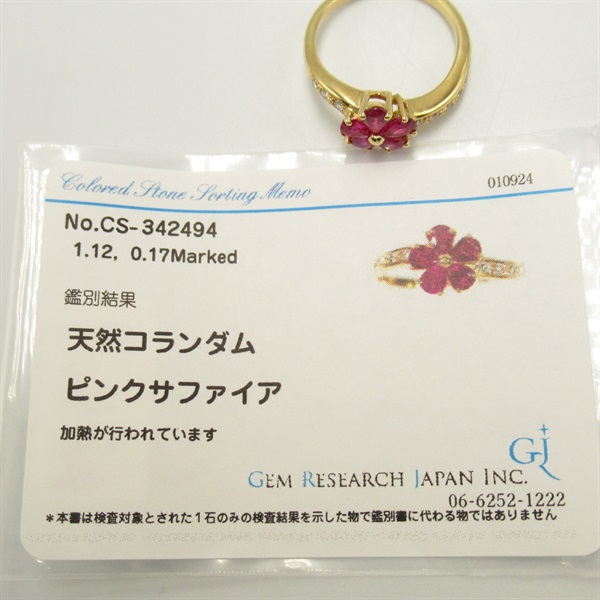 Colored Stone Sorting Memo
010924
No.CS-342494
1.12, 0.17Marked
鑑別結果
天然コランダム
ピンクサファイア
加熱が行われています
GJ
GEM RESEARCH JAPAN INC.
06-6252-1222
*本書は検査対象とされた1石のみの検査結果を示した物で鑑別書に代わる物ではありません